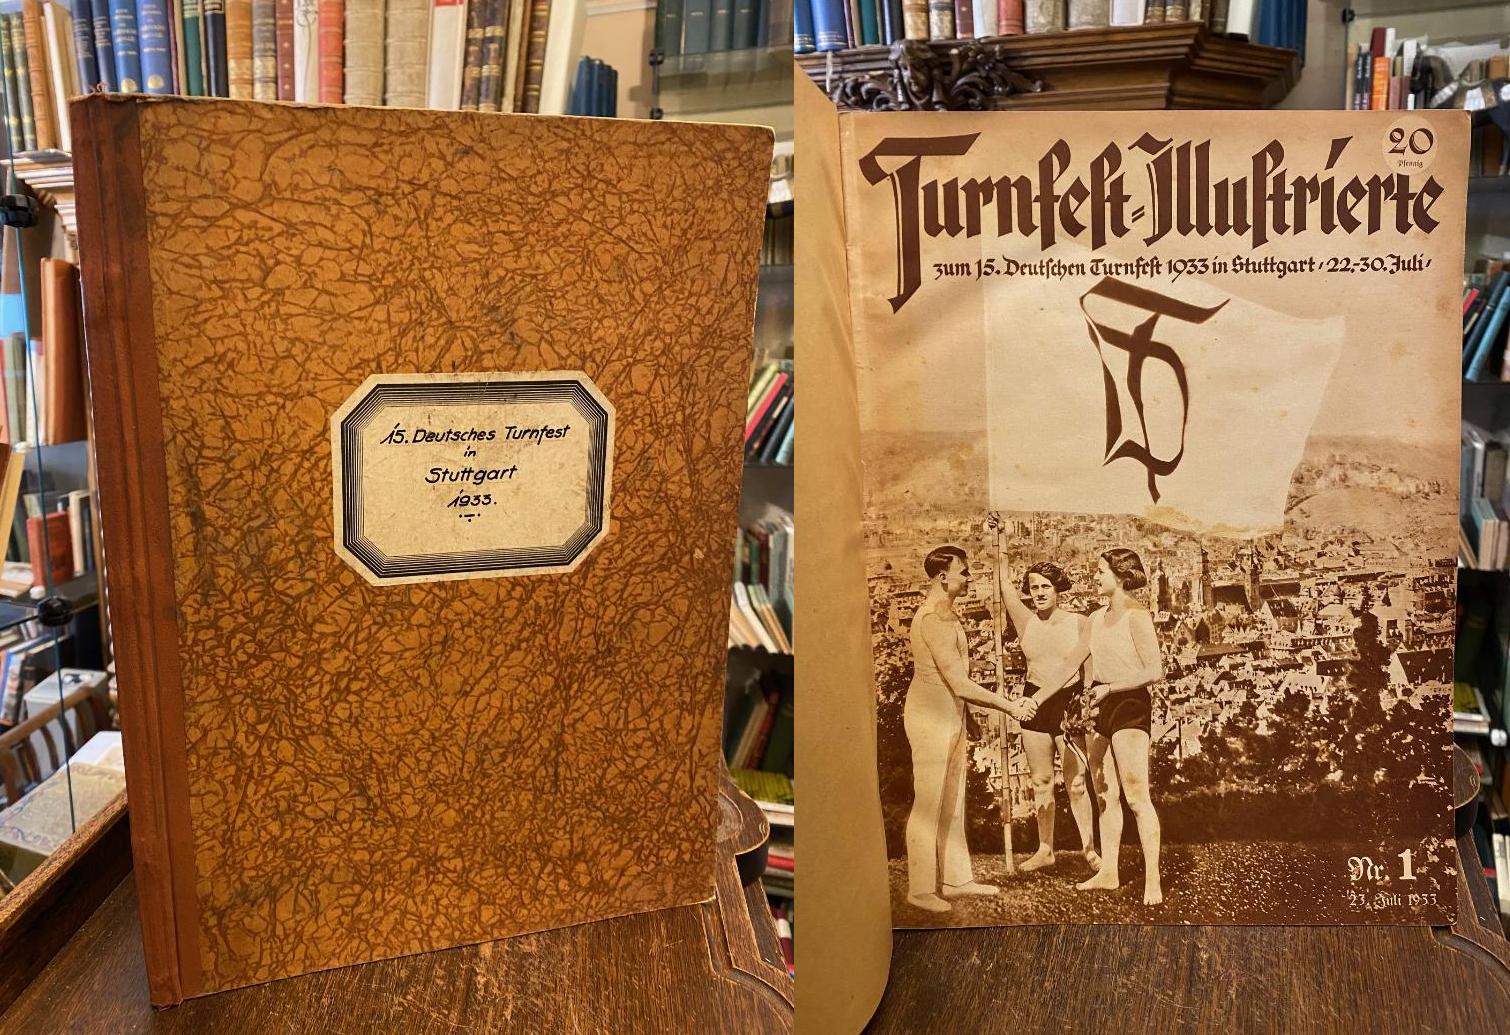 15. Deutsches Turnfest
in
Stuttgart
1933.
20
Pfennig
Turnfest-Illustrierte
zum 15. Deutschen Turnfest 1933 in Stuttgart, 22.-30. Juli,
Nr. 1
23. Juli 1933